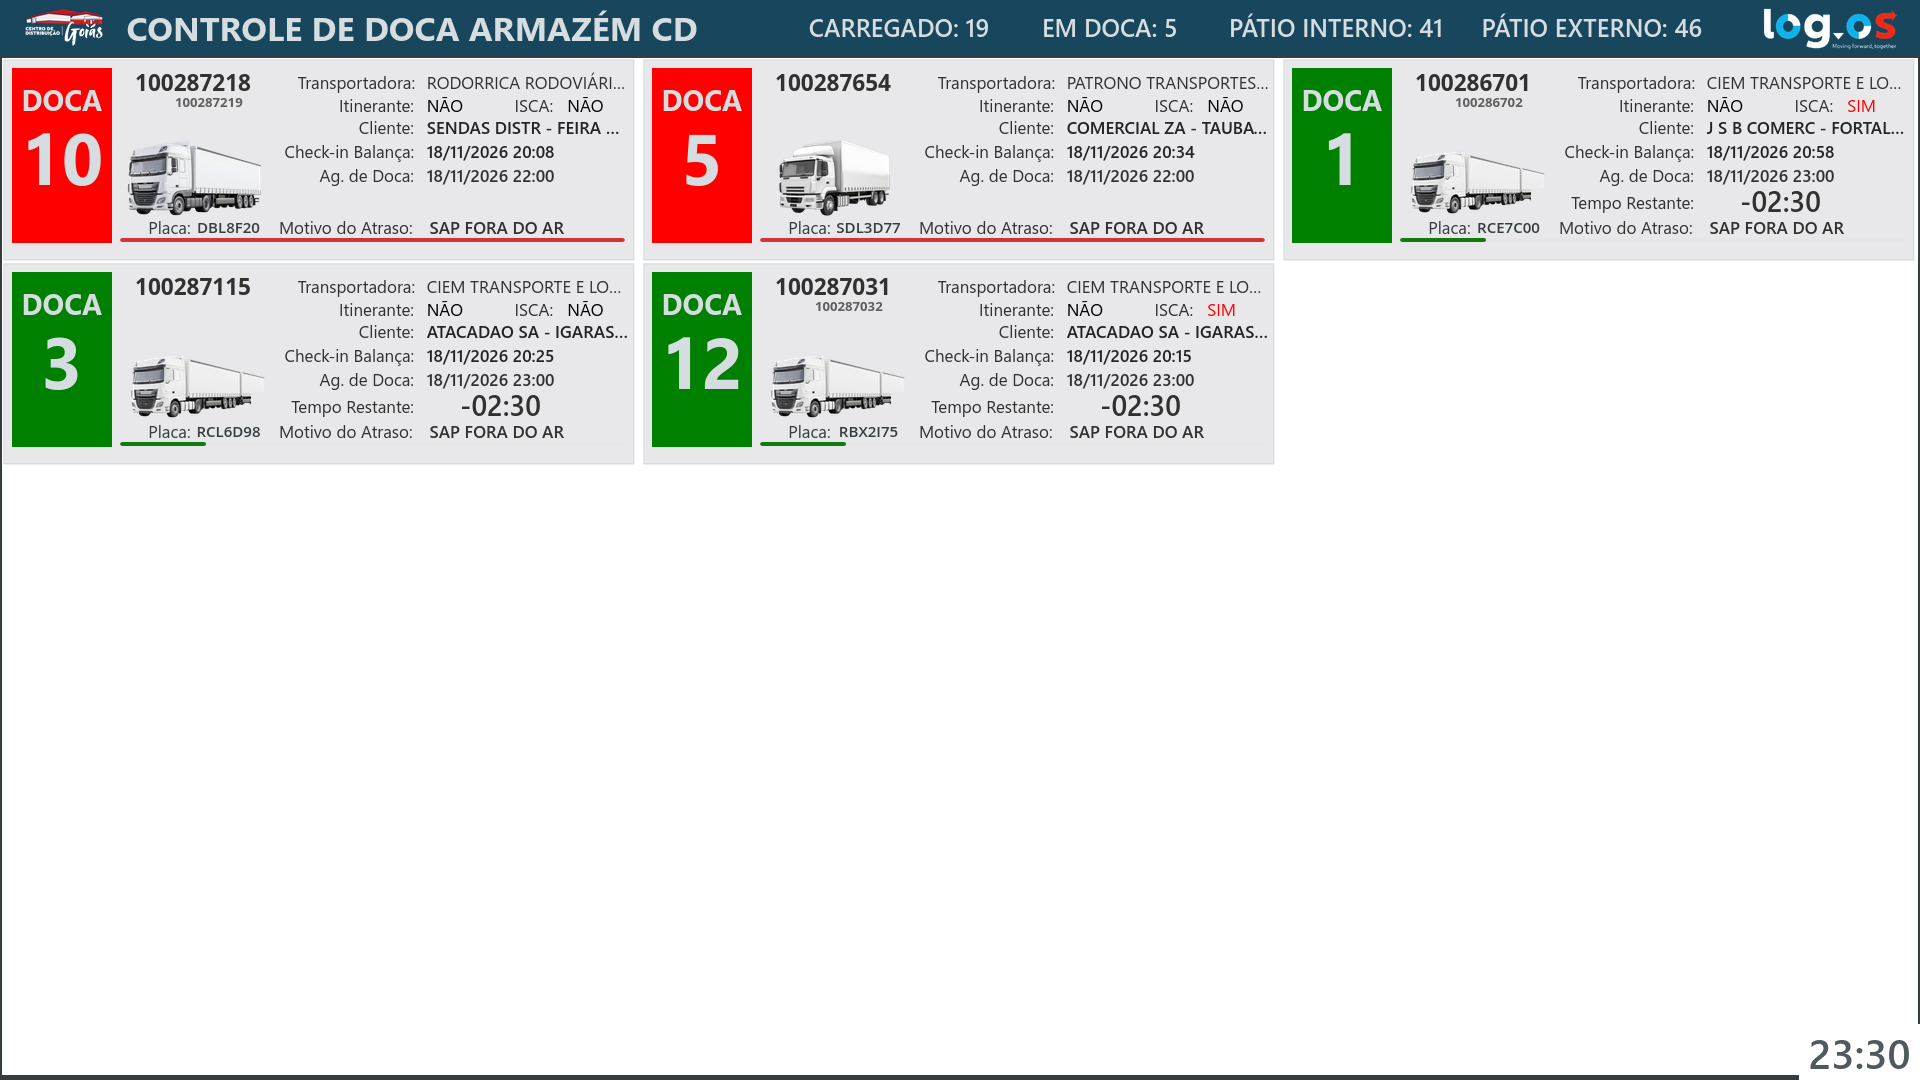 CENTRO DE DISTRIBUIÇÃO Goiás
CONTROLE DE DOCA ARMAZÉM CD
CARREGADO: 19
EM DOCA: 5
PÁTIO INTERNO: 41
PÁTIO EXTERNO: 46
log.os
Moving forward, together
DOCA
10
100287218
100287219
Transportadora: RODORRICA RODOVIÁRI...
Itinerante: NÃO ISCA: NÃO
Cliente: SENDAS DISTR - FEIRA ...
Check-in Balança: 18/11/2026 20:08
Ag. de Doca: 18/11/2026 22:00
Placa: DBL8F20 Motivo do Atraso: SAP FORA DO AR
DOCA
5
100287654
Transportadora: PATRONO TRANSPORTES...
Itinerante: NÃO ISCA: NÃO
Cliente: COMERCIAL ZA - TAUBA...
Check-in Balança: 18/11/2026 20:34
Ag. de Doca: 18/11/2026 22:00
Placa: SDL3D77 Motivo do Atraso: SAP FORA DO AR
DOCA
1
100286701
100286702
Transportadora: CIEM TRANSPORTE E LO...
Itinerante: NÃO ISCA: SIM
Cliente: J S B COMERC - FORTAL...
Check-in Balança: 18/11/2026 20:58
Ag. de Doca: 18/11/2026 23:00
Tempo Restante: -02:30
Placa: RCE7C00 Motivo do Atraso: SAP FORA DO AR
DOCA
3
100287115
Transportadora: CIEM TRANSPORTE E LO...
Itinerante: NÃO ISCA: NÃO
Cliente: ATACADAO SA - IGARAS...
Check-in Balança: 18/11/2026 20:25
Ag. de Doca: 18/11/2026 23:00
Tempo Restante: -02:30
Placa: RCL6D98 Motivo do Atraso: SAP FORA DO AR
DOCA
12
100287031
100287032
Transportadora: CIEM TRANSPORTE E LO...
Itinerante: NÃO ISCA: SIM
Cliente: ATACADAO SA - IGARAS...
Check-in Balança: 18/11/2026 20:15
Ag. de Doca: 18/11/2026 23:00
Tempo Restante: -02:30
Placa: RBX2I75 Motivo do Atraso: SAP FORA DO AR
23:30